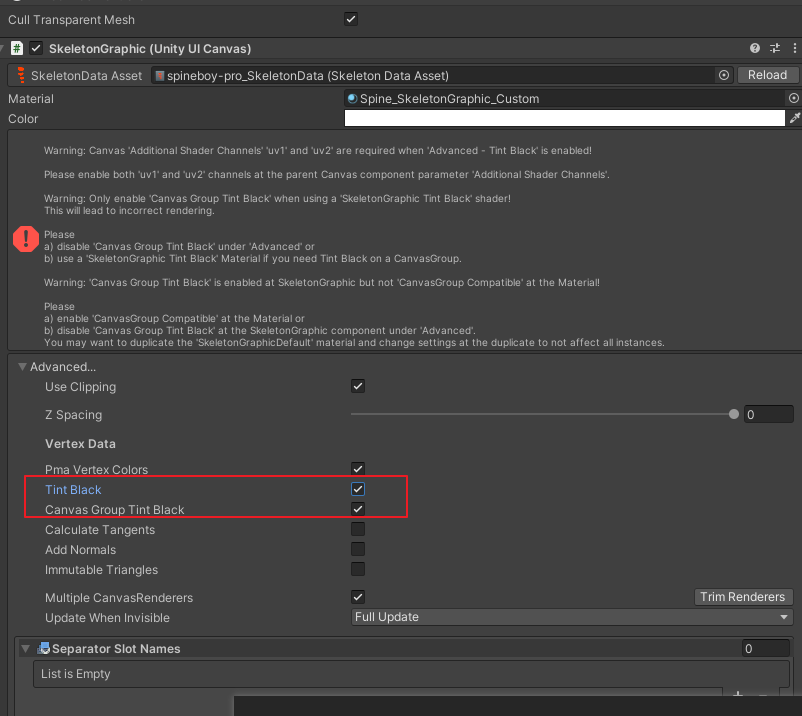 Cull Transparent Mesh
SkeletonGraphic (Unity UI Canvas)
SkeletonData Asset spineboy-pro_SkeletonData (Skeleton Data Asset) Reload
Material Spine_SkeletonGraphic_Custom
Color
Warning: Canvas 'Additional Shader Channels' 'uv1' and 'uv2' are required when 'Advanced - Tint Black' is enabled!
Please enable both 'uv1' and 'uv2' channels at the parent Canvas component parameter 'Additional Shader Channels'.
Warning: Only enable 'Canvas Group Tint Black' when using a 'SkeletonGraphic Tint Black' shader!
This will lead to incorrect rendering.
Please
a) disable 'Canvas Group Tint Black' under 'Advanced' or
b) use a 'SkeletonGraphic Tint Black' Material if you need Tint Black on a CanvasGroup.
Warning: 'Canvas Group Tint Black' is enabled at SkeletonGraphic but not 'CanvasGroup Compatible' at the Material!
Please
a) enable 'CanvasGroup Compatible' at the Material or
b) disable 'Canvas Group Tint Black' at the SkeletonGraphic component under 'Advanced'.
You may want to duplicate the 'SkeletonGraphicDefault' material and change settings at the duplicate to not affect all instances.
Advanced...
Use Clipping
Z Spacing 0
Vertex Data
Pma Vertex Colors
Tint Black
Canvas Group Tint Black
Calculate Tangents
Add Normals
Immutable Triangles
Multiple CanvasRenderers Trim Renderers
Update When Invisible Full Update
Separator Slot Names 0
List is Empty